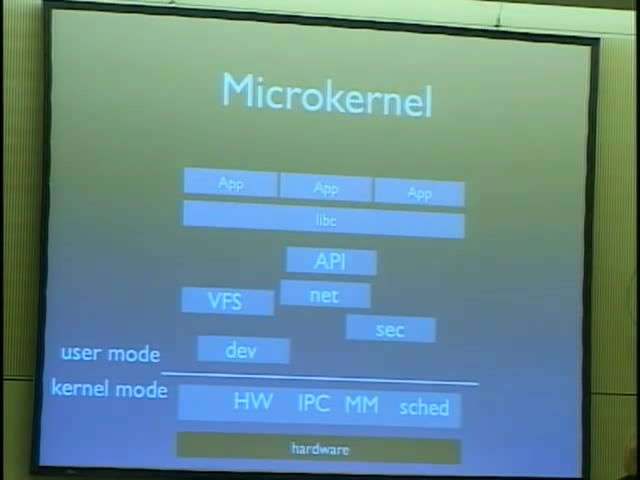 Microkernel
App App App
libc
API
VFS net
sec
user mode dev
kernel mode
HW IPC MM sched
hardware